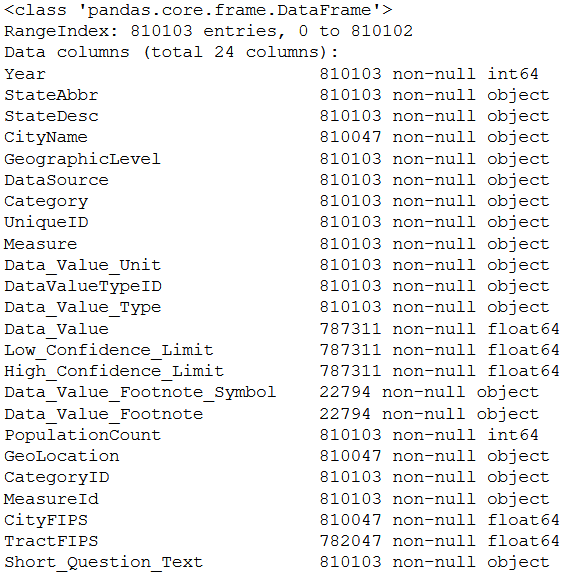 <class 'pandas.core.frame.DataFrame'>
RangeIndex: 810103 entries, 0 to 810102
Data columns (total 24 columns):
Year                         810103 non-null int64
StateAbbr                    810103 non-null object
StateDesc                    810103 non-null object
CityName                     810047 non-null object
GeographicLevel              810103 non-null object
DataSource                   810103 non-null object
Category                     810103 non-null object
UniqueID                     810103 non-null object
Measure                      810103 non-null object
Data_Value_Unit              810103 non-null object
DataValueTypeID              810103 non-null object
Data_Value_Type              810103 non-null object
Data_Value                   787311 non-null float64
Low_Confidence_Limit         787311 non-null float64
High_Confidence_Limit        787311 non-null float64
Data_Value_Footnote_Symbol    22794 non-null object
Data_Value_Footnote          22794 non-null object
PopulationCount              810103 non-null int64
GeoLocation                  810047 non-null object
CategoryID                   810103 non-null object
MeasureId                    810103 non-null object
CityFIPS                     810047 non-null float64
TractFIPS                    782047 non-null float64
Short_Question_Text          810103 non-null object